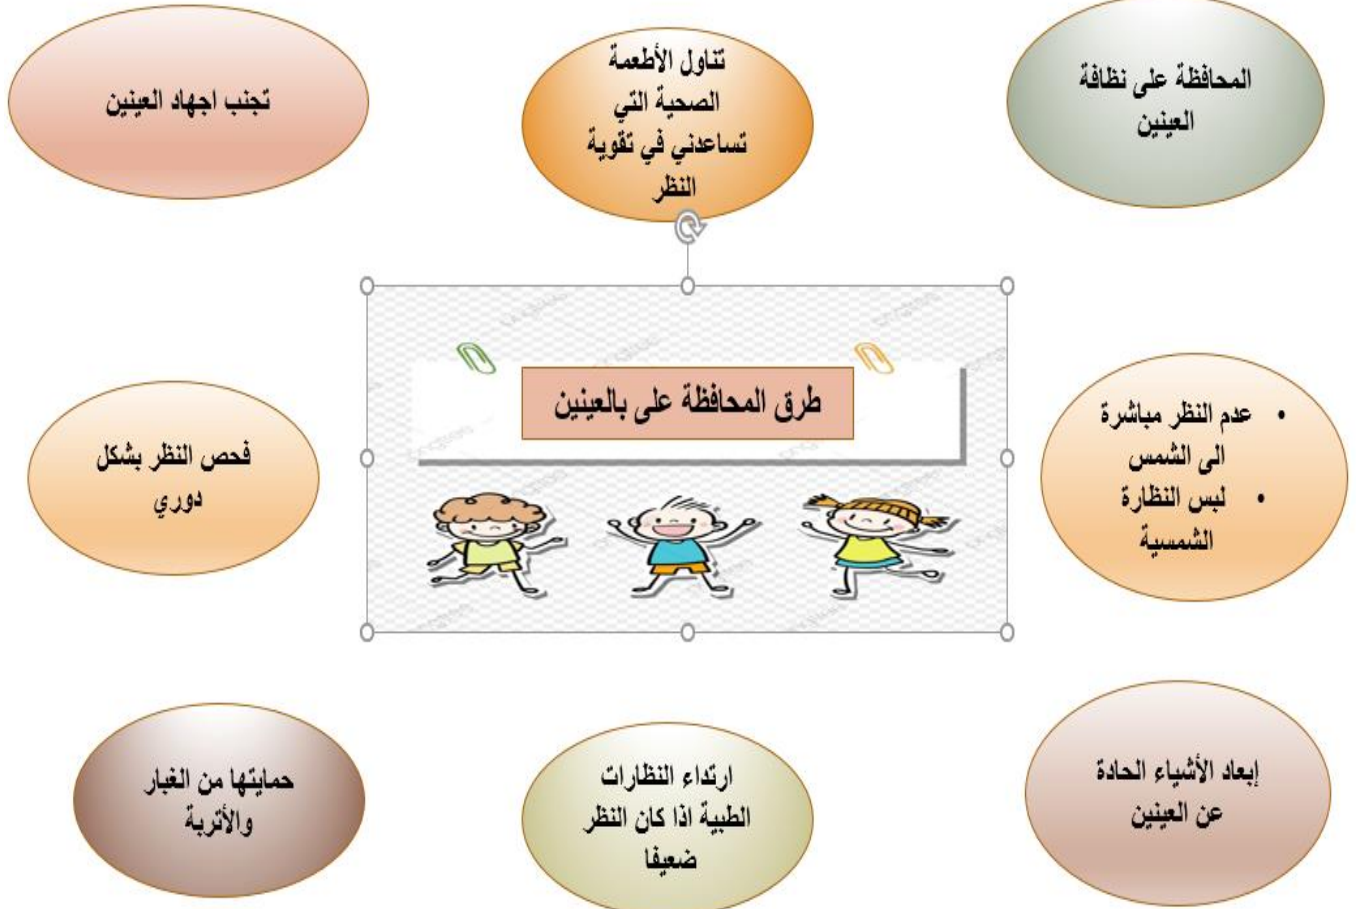 المحافظة على نظافة
العينين
تناول الأطعمة
الصحية التي
تساعدني في تقوية
النظر
تجنب اجهاد العينين
طرق المحافظة على بالعينين
• عدم النظر مباشرة
الى الشمس
• لبس النظارة
الشمسية
فحص النظر بشكل
دوري
إبعاد الأشياء الحادة
عن العينين
ارتداء النظارات
الطبية اذا كان النظر
ضعيفا
حمايتها من الغبار
والأتربة